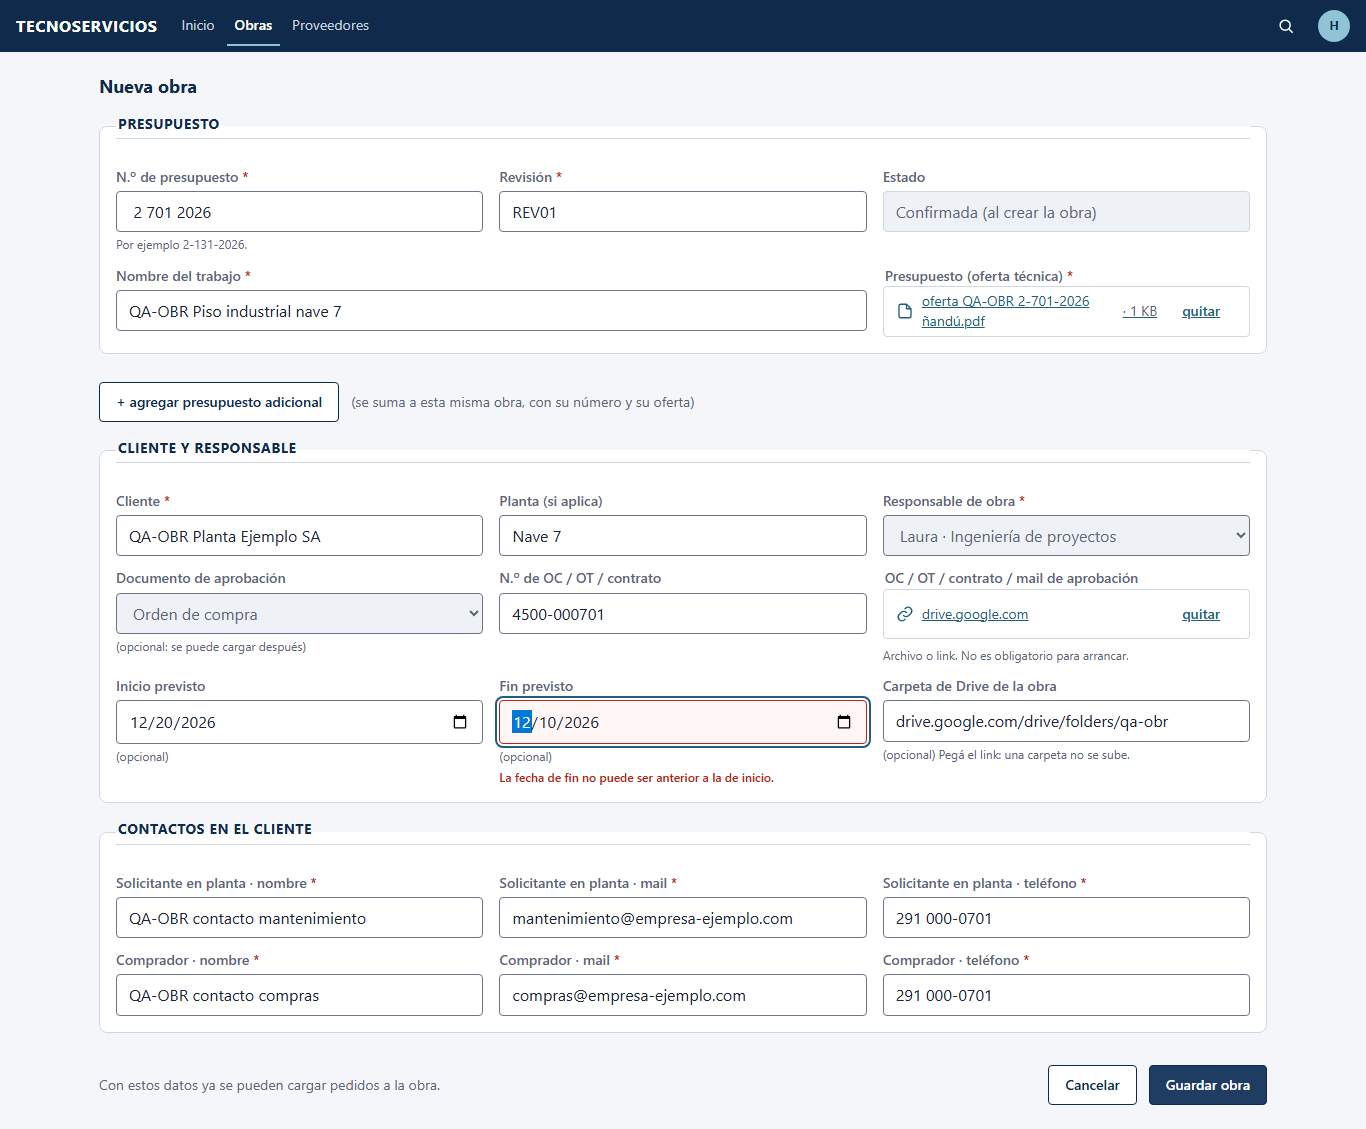 TECNOSERVICIOS Inicio Obras Proveedores H
Nueva obra
PRESUPUESTO
N.º de presupuesto * Revisión * Estado
2 701 2026 REV01 Confirmada (al crear la obra)
Por ejemplo 2-131-2026.
Nombre del trabajo * Presupuesto (oferta técnica) *
QA-OBR Piso industrial nave 7 oferta QA-OBR 2-701-2026
ñandú.pdf · 1 KB quitar
+ agregar presupuesto adicional (se suma a esta misma obra, con su número y su oferta)
CLIENTE Y RESPONSABLE
Cliente * Planta (si aplica) Responsable de obra *
QA-OBR Planta Ejemplo SA Nave 7 Laura · Ingeniería de proyectos
Documento de aprobación N.º de OC / OT / contrato OC / OT / contrato / mail de aprobación
Orden de compra 4500-000701 drive.google.com quitar
(opcional: se puede cargar después) Archivo o link. No es obligatorio para arrancar.
Inicio previsto Fin previsto Carpeta de Drive de la obra
12/20/2026 12/10/2026 drive.google.com/drive/folders/qa-obr
(opcional) (opcional) (opcional) Pegá el link: una carpeta no se sube.
La fecha de fin no puede ser anterior a la de inicio.
CONTACTOS EN EL CLIENTE
Solicitante en planta · nombre * Solicitante en planta · mail * Solicitante en planta · teléfono *
QA-OBR contacto mantenimiento mantenimiento@empresa-ejemplo.com 291 000-0701
Comprador · nombre * Comprador · mail * Comprador · teléfono *
QA-OBR contacto compras compras@empresa-ejemplo.com 291 000-0701
Con estos datos ya se pueden cargar pedidos a la obra. Cancelar Guardar obra